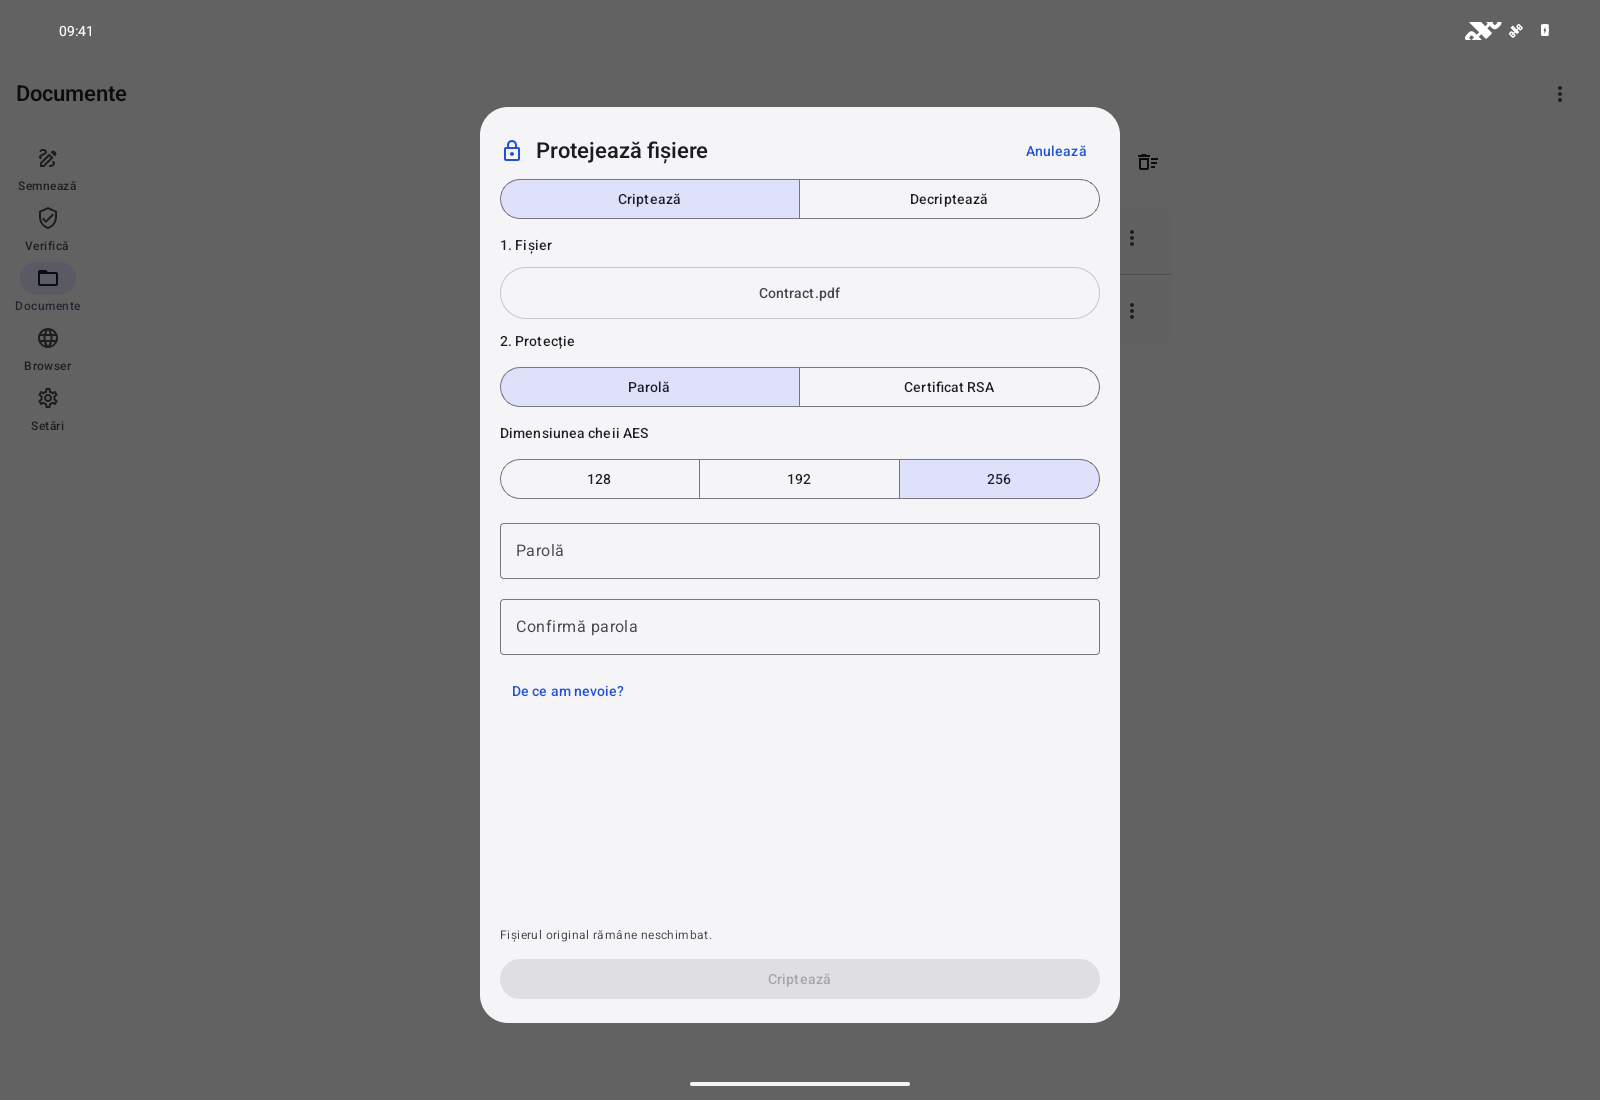 09:41
Documente
Semnează
Verifică
Documente
Browser
Setări
Protejează fișiere
Anulează
Criptează
Decriptează
1. Fișier
Contract.pdf
2. Protecție
Parolă
Certificat RSA
Dimensiunea cheii AES
128
192
256
Parolă
Confirmă parola
De ce am nevoie?
Fișierul original rămâne neschimbat.
Criptează